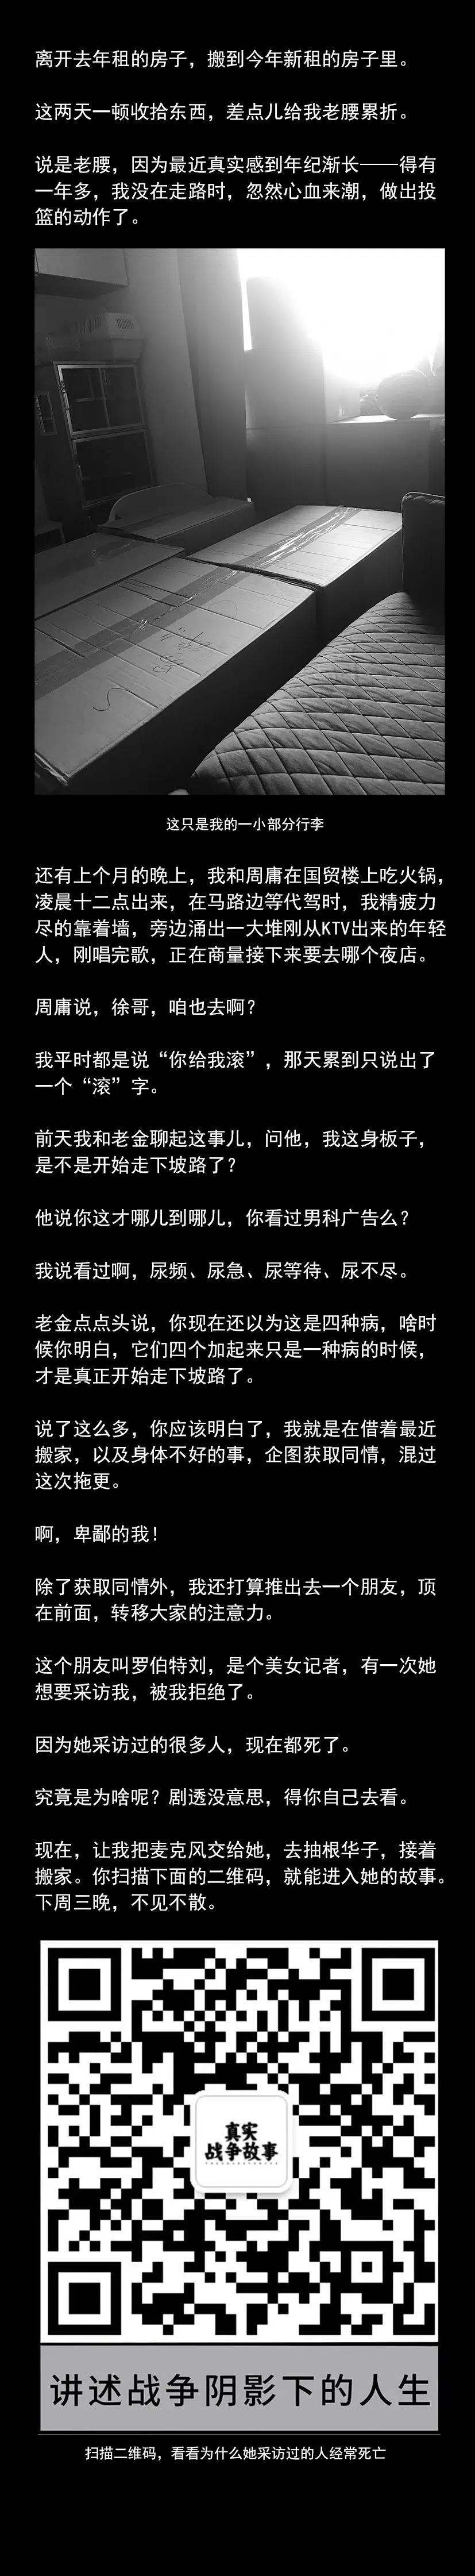 离开去年租的房子，搬到今年新租的房子里。
这两天一顿收拾东西，差点儿给我老腰累折。
说是老腰，因为最近真实感到年纪渐长——得有
一年多，我没在走路时，忽然心血来潮，做出投
篮的动作了。
这只是我的一小部分行李
还有上个月的晚上，我和周庸在国贸楼上吃火锅，
凌晨十二点出来，在马路边等代驾时，我精疲力
尽的靠着墙，旁边涌出一大堆刚从KTV出来的年轻
人，刚唱完歌，正在商量接下来要去哪个夜店。
周庸说，徐哥，咱也去啊？
我平时都是说“你给我滚”，那天累到只说出了
一个“滚”字。
前天我和老金聊起这事儿，问他，我这身板子，
是不是开始走下坡路了？
他说你这才哪儿到哪儿，你看过男科广告么？
我说看过啊，尿频、尿急、尿等待、尿不尽。
老金点点头说，你现在还以为这是四种病，啥时
候你明白，它们四个加起来只是一种病的时候，
才是真正开始走下坡路了。
说了这么多，你应该明白了，我就是在借着最近
搬家，以及身体不好的事，企图获取同情，混过
这次拖更。
啊，卑鄙的我！
除了获取同情外，我还打算推出去一个朋友，顶
在前面，转移大家的注意力。
这个朋友叫罗伯特刘，是个美女记者，有一次她
想要采访我，被我拒绝了。
因为她采访过的很多人，现在都死了。
究竟是为啥呢？剧透没意思，得你自己去看。
现在，让我把麦克风交给她，去抽根华子，接着
搬家。你扫描下面的二维码，就能进入她的故事。
下周三晚，不见不散。
真实
战争故事
讲述战争阴影下的人生
扫描二维码，看看为什么她采访过的人经常死亡